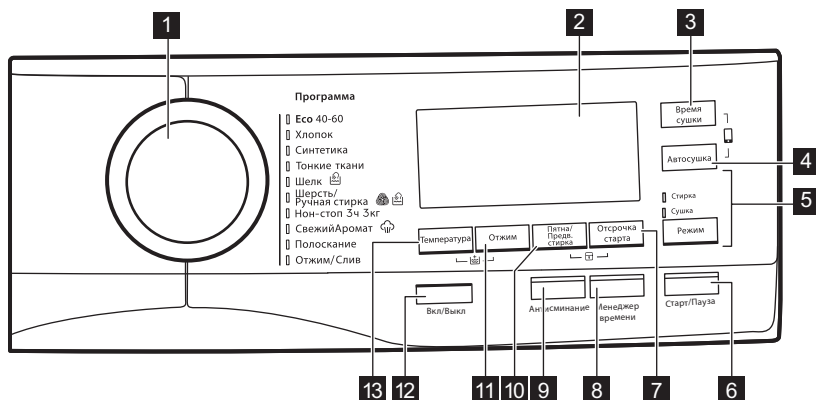 1
2
3
Время
сушки
Программа
Eco 40-60
Хлопок
Синтетика
Тонкие ткани
Шелк
Шерсть/
Ручная стирка
Нон-стоп 3ч 3кг
СвежийАромат
Полоскание
Отжим/Слив
Автосушка
4
5
Стирка
Сушка
Режим
Температура
Отжим
Пятна/
Предв.
стирка
Отсрочка
старта
Вкл/Выкл
Антисминание
Менеджер
времени
Старт/Пауза
13
12
11
10
9
8
7
6